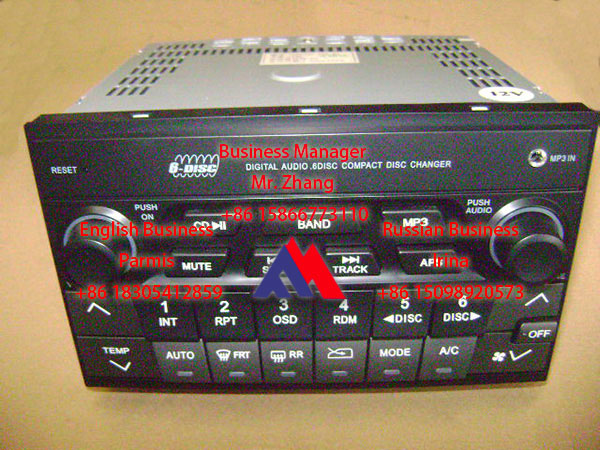 12V
RESET
6-DISC
DIGITAL AUDIO .6DISC COMPACT DISC CHANGER
MP3 IN
Business Manager
Mr. Zhang
+86 15866773110
PUSH
ON
CD
BAND
MP3
PUSH
AUDIO
English Business
Parmis
+86 18305412859
Russian Business
Irina
+86 15098920573
MUTE
TRACK
1
INT
2
RPT
3
OSD
4
RDM
5
◀DISC
6
DISC▶
OFF
TEMP
AUTO
FRT
RR
MODE
A/C